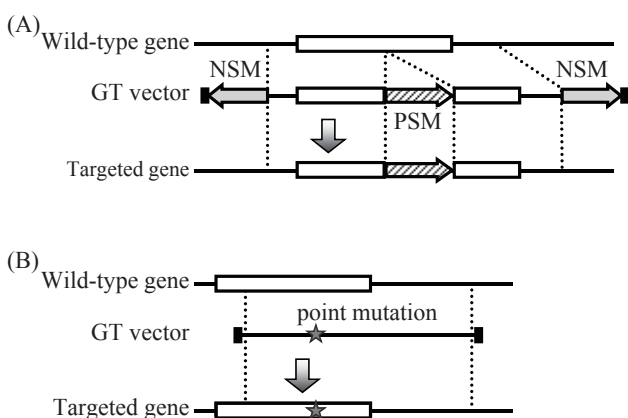 (A)
Wild-type gene
NSM NSM
GT vector
PSM
Targeted gene
(B)
Wild-type gene
point mutation
GT vector
Targeted gene